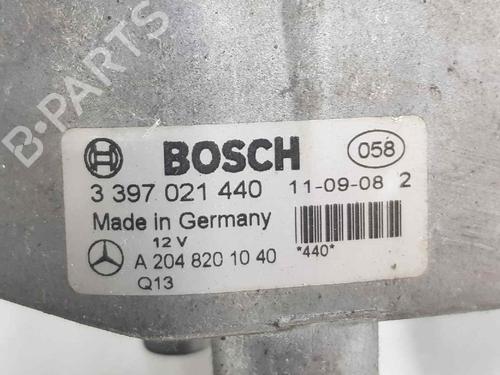 B-PARTS
BOSCH 058
3 397 021 440 11-09-08 2
Made in Germany
12 V
A 204 820 10 40 *440*
Q13